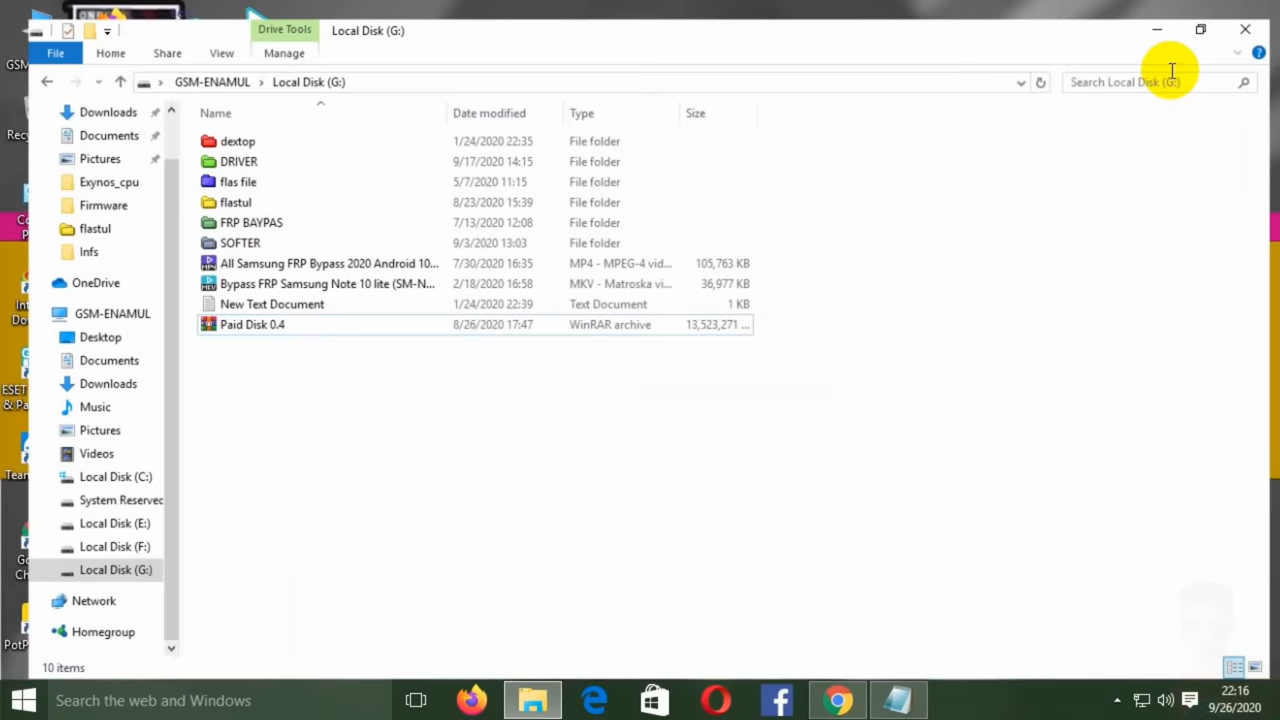 Drive Tools
Local Disk (G:)
File
Home
Share
View
Manage
GSM-ENAMUL
Local Disk (G:)
Search Local Disk (G:)
Name
Date modified
Type
Size
Downloads
Documents
Pictures
Exynos_cpu
Firmware
flastul
Infs
OneDrive
GSM-ENAMUL
Desktop
Documents
Downloads
Music
Pictures
Videos
Local Disk (C:)
System Reserved
Local Disk (E:)
Local Disk (F:)
Local Disk (G:)
Network
Homegroup
dextop 1/24/2020 22:35 File folder
DRIVER 9/17/2020 14:15 File folder
flas file 5/7/2020 11:15 File folder
flastul 8/23/2020 15:39 File folder
FRP BAYPAS 7/13/2020 12:08 File folder
SOFTER 9/3/2020 13:03 File folder
All Samsung FRP Bypass 2020 Android 10... 7/30/2020 16:35 MP4 - MPEG-4 vid... 105,763 KB
Bypass FRP Samsung Note 10 lite (SM-N... 2/18/2020 16:58 MKV - Matroska vi... 36,977 KB
New Text Document 1/24/2020 22:39 Text Document 1 KB
Paid Disk 0.4 8/26/2020 17:47 WinRAR archive 13,523,271 ...
10 items
GSM
Recy
ESET
& Pa
Team
Go
Ch
PotP
Search the web and Windows
22:16
9/26/2020